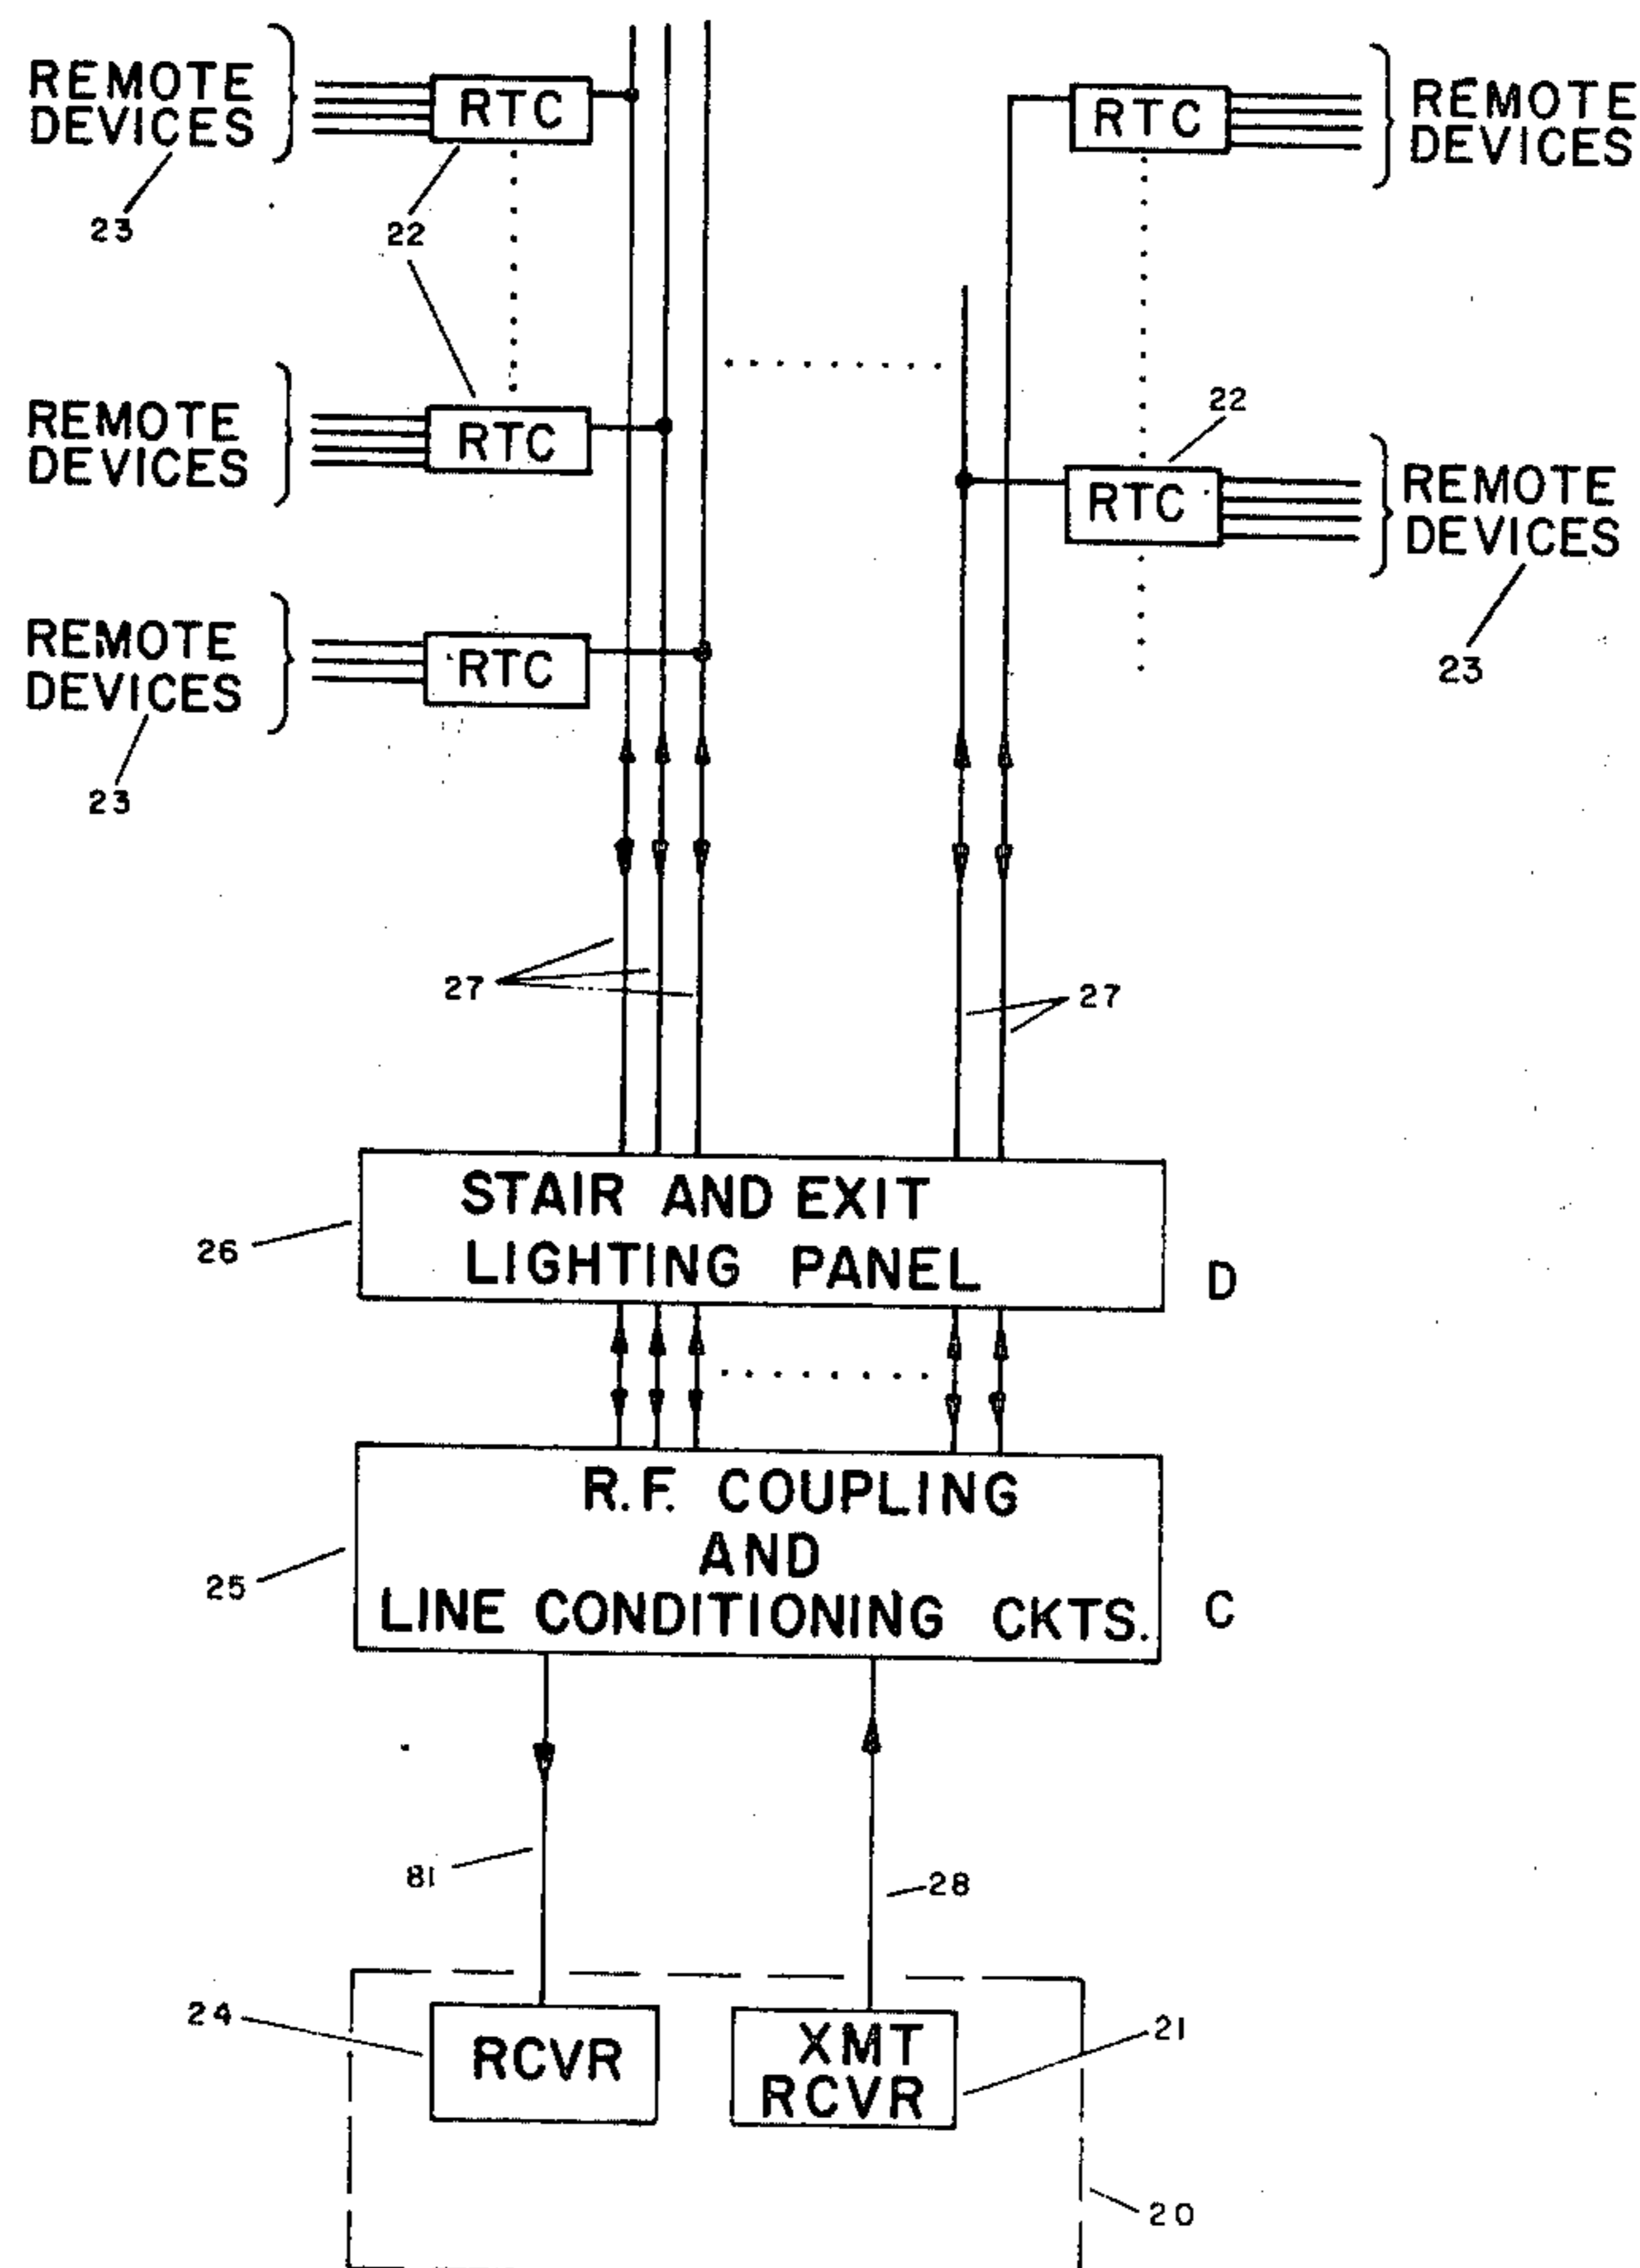 REMOTE
DEVICES
RTC
RTC
REMOTE
DEVICES
23
22
REMOTE
DEVICES
RTC
22
RTC
REMOTE
DEVICES
REMOTE
DEVICES
RTC
23
23
27
27
STAIR AND EXIT
LIGHTING PANEL
26
D
R.F. COUPLING
AND
LINE CONDITIONING CKTS.
25
C
81
28
24
RCVR
XMT
RCVR
21
20